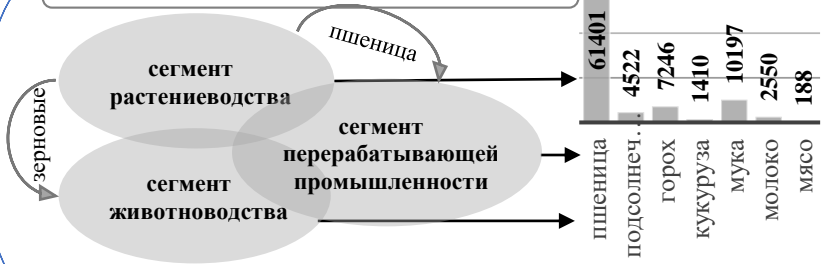 пшеница
зерновые
сегмент
растениеводства
сегмент
перерабатывающей
промышленности
сегмент
животноводства
61401
4522
7246
1410
10197
2550
188
пшеница
подсолнеч…
горох
кукуруза
мука
молоко
мясо